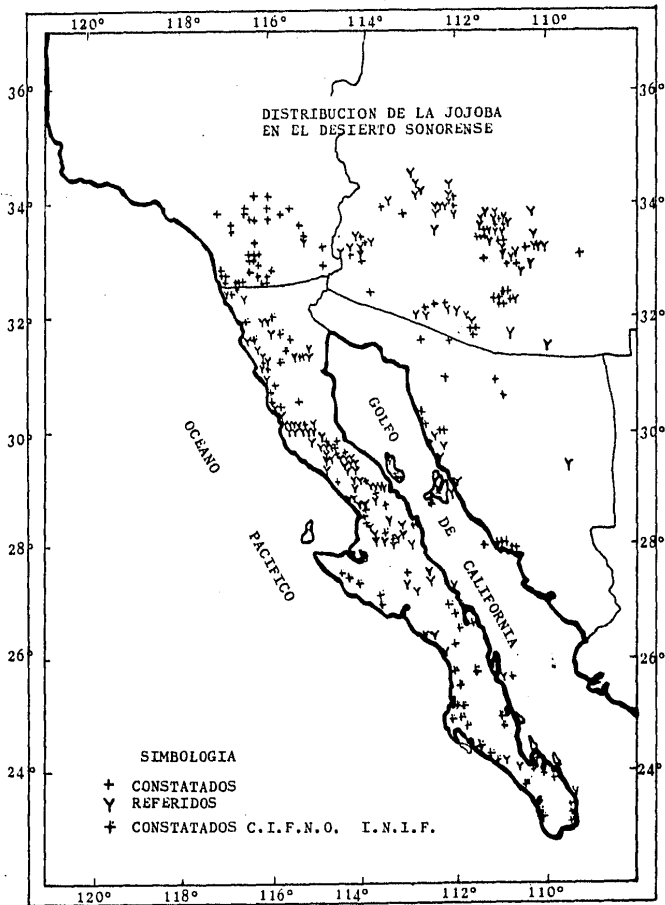 120° 118° 116° 114° 112° 110°
DISTRIBUCION DE LA JOJOBA
EN EL DESIERTO SONORENSE
36° 36°
34° 34°
32° 32°
30° 30°
28° 28°
26° 26°
24° 24°
GOLFO
DE
CALIFORNIA
OCEANO
PACIFICO
SIMBOLOGIA
CONSTATADOS
REFERIDOS
CONSTATADOS C.I.F.N.O. I.N.I.F.
120° 118° 116° 114° 112° 110°